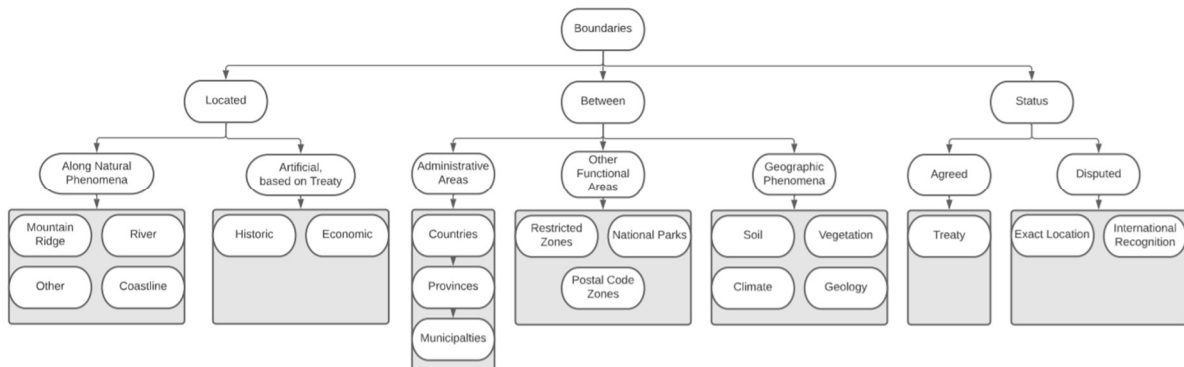 Boundaries
Located
Between
Status
Along Natural
Phenomena
Artificial,
based on Treaty
Administrative
Areas
Other
Functional
Areas
Geographic
Phenomena
Agreed
Disputed
Mountain
Ridge
River
Other
Coastline
Historic
Economic
Countries
Provinces
Municipalties
Restricted
Zones
National Parks
Postal Code
Zones
Soil
Vegetation
Climate
Geology
Treaty
Exact Location
International
Recognition